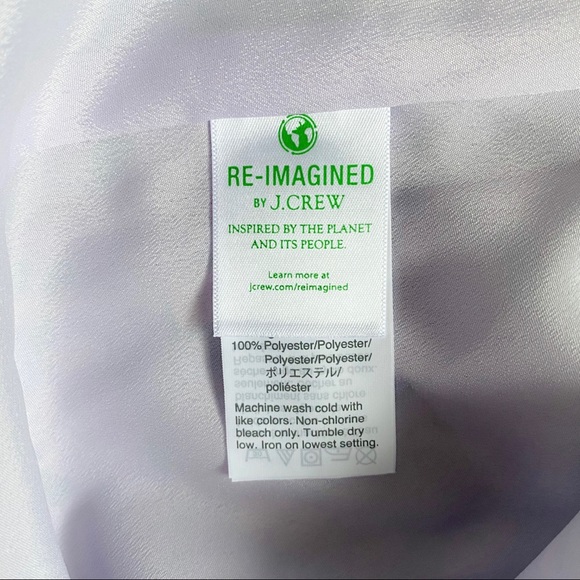 RE-IMAGINED
BY J.CREW
INSPIRED BY THE PLANET
AND ITS PEOPLE.
Learn more at
jcrew.com/reimagined
100% Polyester/Polyester/
Polyester/Polyester/
ポリエステル/
poliéster
Machine wash cold with
like colors. Non-chlorine
bleach only. Tumble dry
low. Iron on lowest setting.